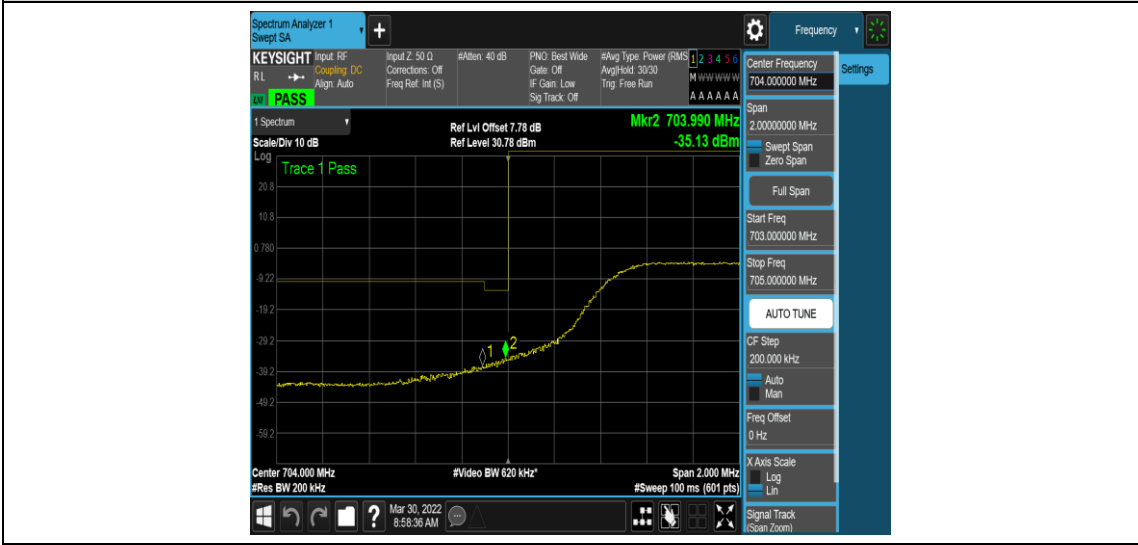 Spectrum Analyzer 1
Swept SA
+
Frequency
KEYSIGHT Input: RF
Coupling: DC
Align: Auto
R L
LXI PASS
Input Z: 50 Ω
Corrections: Off
Freq Ref: Int (S)
#Atten: 40 dB
PNO: Best Wide
Gate: Off
IF Gain: Low
Sig Track: Off
#Avg Type: Power (RMS
Avg|Hold: 30/30
Trig: Free Run
1 2 3 4 5 6
M W W W W W
A A A A A A
1 Spectrum
Scale/Div 10 dB
Ref Lvl Offset 7.78 dB
Ref Level 30.78 dBm
Mkr2 703.990 MHz
-35.13 dBm
Log
Trace 1 Pass
20.8
10.8
0.780
-9.22
-19.2
-29.2
-39.2
-49.2
-59.2
1
2
Center 704.000 MHz
#Video BW 620 kHz*
Span 2.000 MHz
#Res BW 200 kHz
#Sweep 100 ms (601 pts)
Center Frequency
704.000000 MHz
Settings
Span
2.00000000 MHz
Swept Span
Zero Span
Full Span
Start Freq
703.000000 MHz
Stop Freq
705.000000 MHz
AUTO TUNE
CF Step
200.000 kHz
Auto
Man
Freq Offset
0 Hz
X Axis Scale
Log
Lin
Signal Track
(Span Zoom)
?
Mar 30, 2022
8:58:36 AM